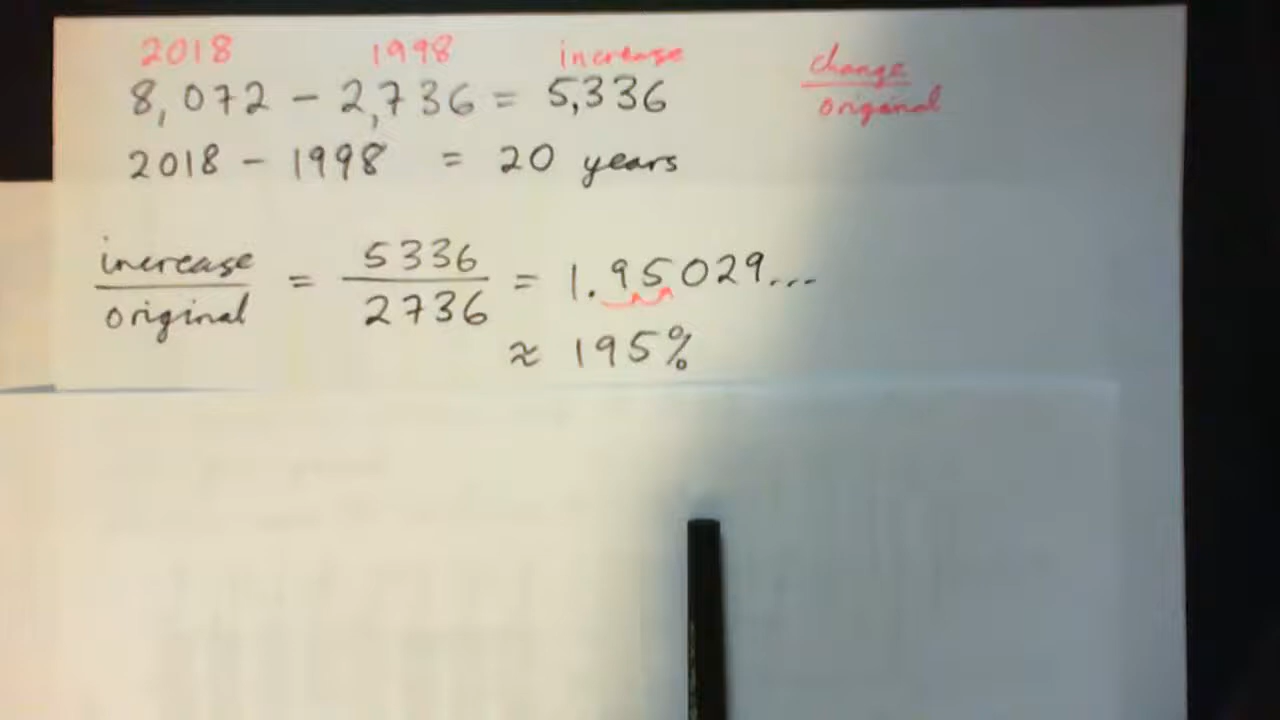 2018 1998 increase
8,072 - 2,736 = 5,336
2018 - 1998 = 20 years
change
original
increase
original
= 5336
2736
= 1.95029...
≈ 195%